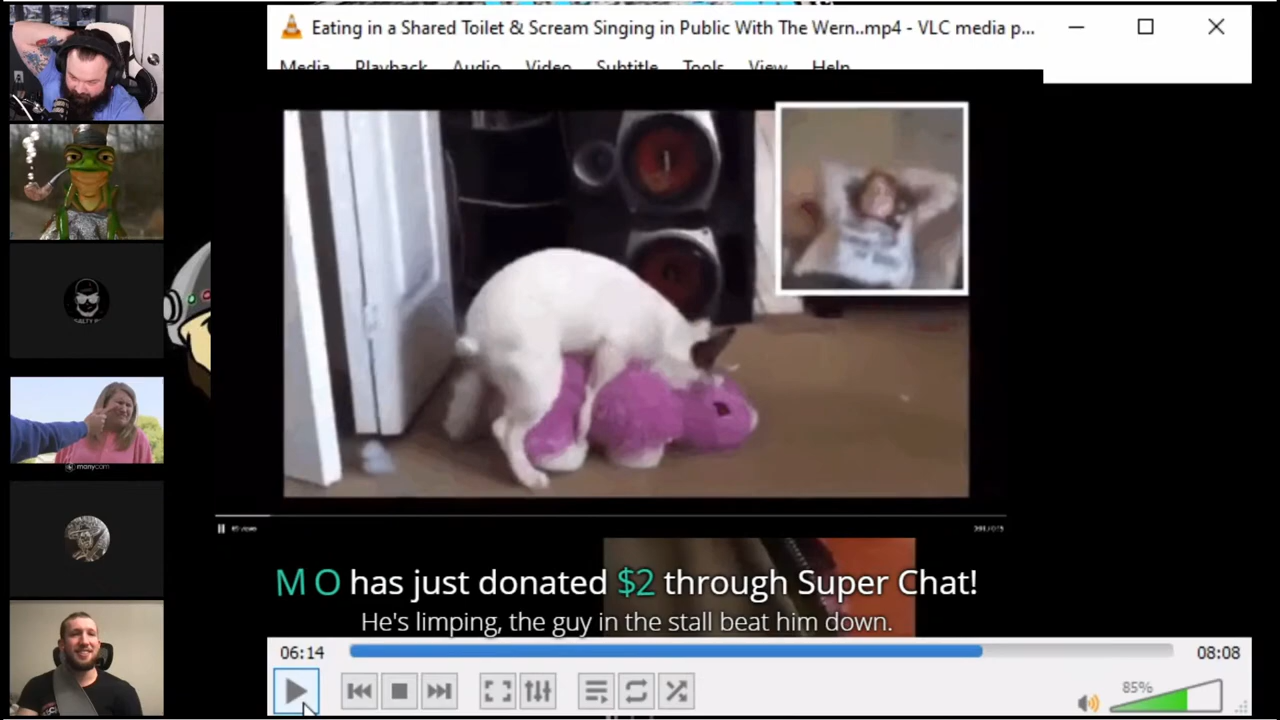 Eating in a Shared Toilet & Scream Singing in Public With The Wern..mp4 - VLC media p...
Media Playback Audio Video Subtitle Tools View Help
manycam
M O has just donated $2 through Super Chat!
He's limping, the guy in the stall beat him down.
06:14
08:08
85%